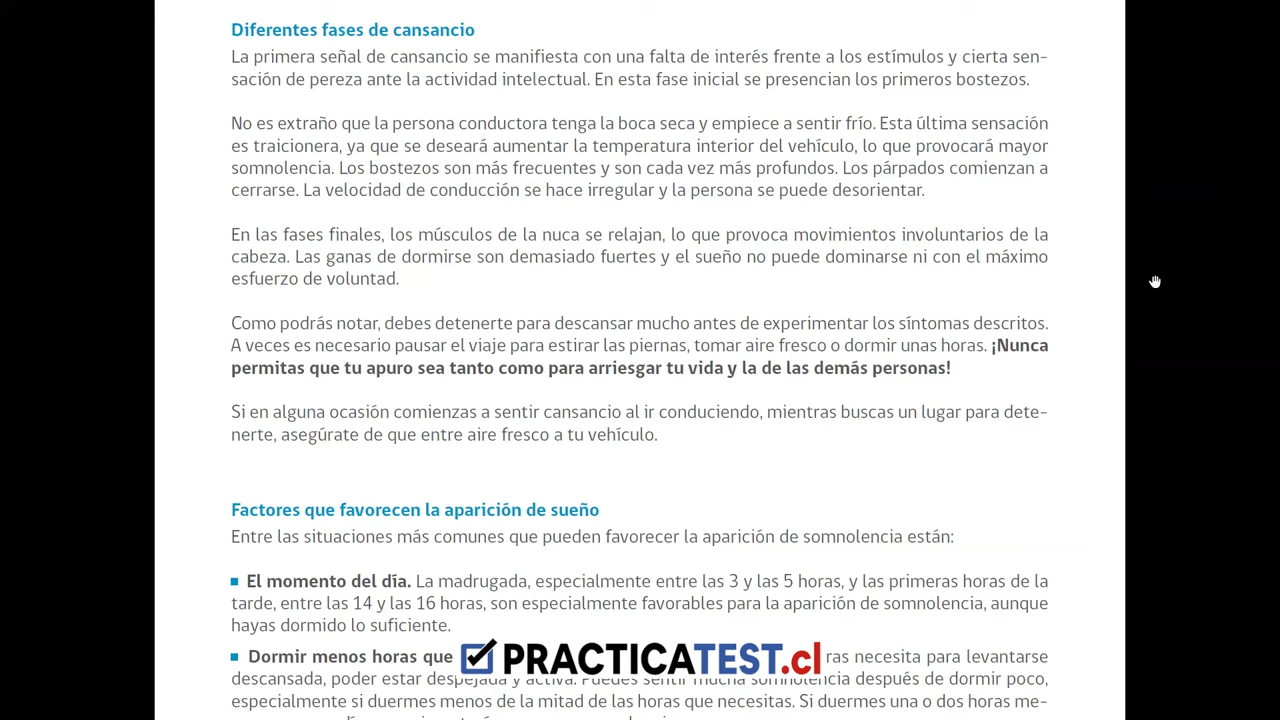 Diferentes fases de cansancio
La primera señal de cansancio se manifiesta con una falta de interés frente a los estímulos y cierta sen-
sación de pereza ante la actividad intelectual. En esta fase inicial se presencian los primeros bostezos.
No es extraño que la persona conductora tenga la boca seca y empiece a sentir frío. Esta última sensación
es traicionera, ya que se deseará aumentar la temperatura interior del vehículo, lo que provocará mayor
somnolencia. Los bostezos son más frecuentes y son cada vez más profundos. Los párpados comienzan a
cerrarse. La velocidad de conducción se hace irregular y la persona se puede desorientar.
En las fases finales, los músculos de la nuca se relajan, lo que provoca movimientos involuntarios de la
cabeza. Las ganas de dormirse son demasiado fuertes y el sueño no puede dominarse ni con el máximo
esfuerzo de voluntad.
Como podrás notar, debes detenerte para descansar mucho antes de experimentar los síntomas descritos.
A veces es necesario pausar el viaje para estirar las piernas, tomar aire fresco o dormir unas horas. ¡Nunca
permitas que tu apuro sea tanto como para arriesgar tu vida y la de las demás personas!
Si en alguna ocasión comienzas a sentir cansancio al ir conduciendo, mientras buscas un lugar para dete-
nerte, asegúrate de que entre aire fresco a tu vehículo.
Factores que favorecen la aparición de sueño
Entre las situaciones más comunes que pueden favorecer la aparición de somnolencia están:
El momento del día. La madrugada, especialmente entre las 3 y las 5 horas, y las primeras horas de la
tarde, entre las 14 y las 16 horas, son especialmente favorables para la aparición de somnolencia, aunque
hayas dormido lo suficiente.
Dormir menos horas que PRACTICATEST.cl ras necesita para levantarse
descansada, poder estar despejada y activa. Puedes sentir mucha somnolencia después de dormir poco,
especialmente si duermes menos de la mitad de las horas que necesitas. Si duermes una o dos horas me-